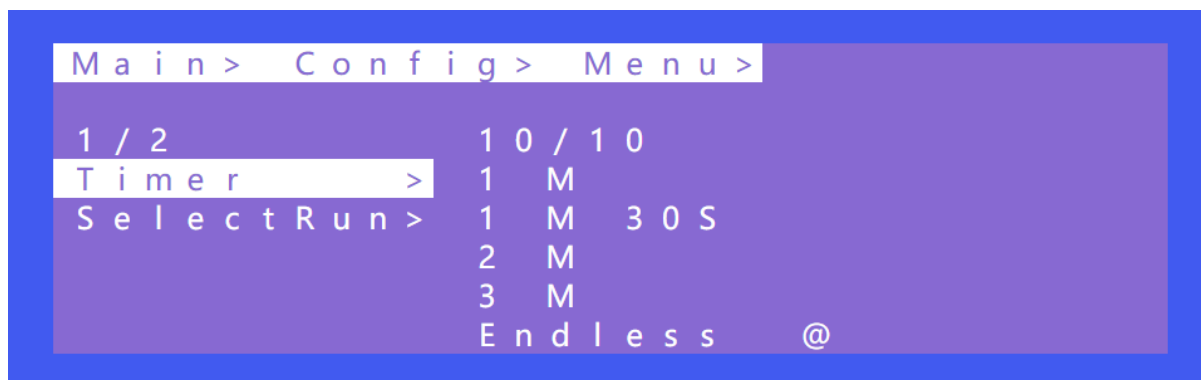 Main> Config> Menu>
1/2 10/10
Timer > 1 M
SelectRun> 1 M 30S
2 M
3 M
Endless @